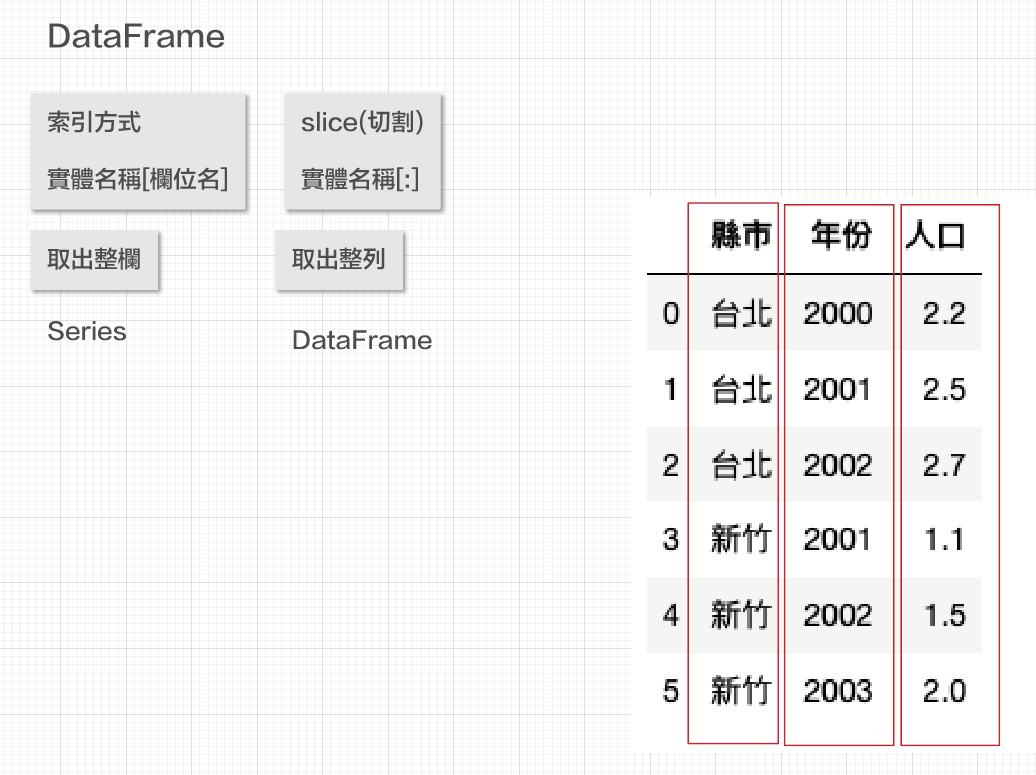 DataFrame
索引方式
實體名稱[欄位名]
取出整欄
Series
slice(切割)
實體名稱[:]
取出整列
DataFrame
縣市 年份 人口
0 台北 2000 2.2
1 台北 2001 2.5
2 台北 2002 2.7
3 新竹 2001 1.1
4 新竹 2002 1.5
5 新竹 2003 2.0